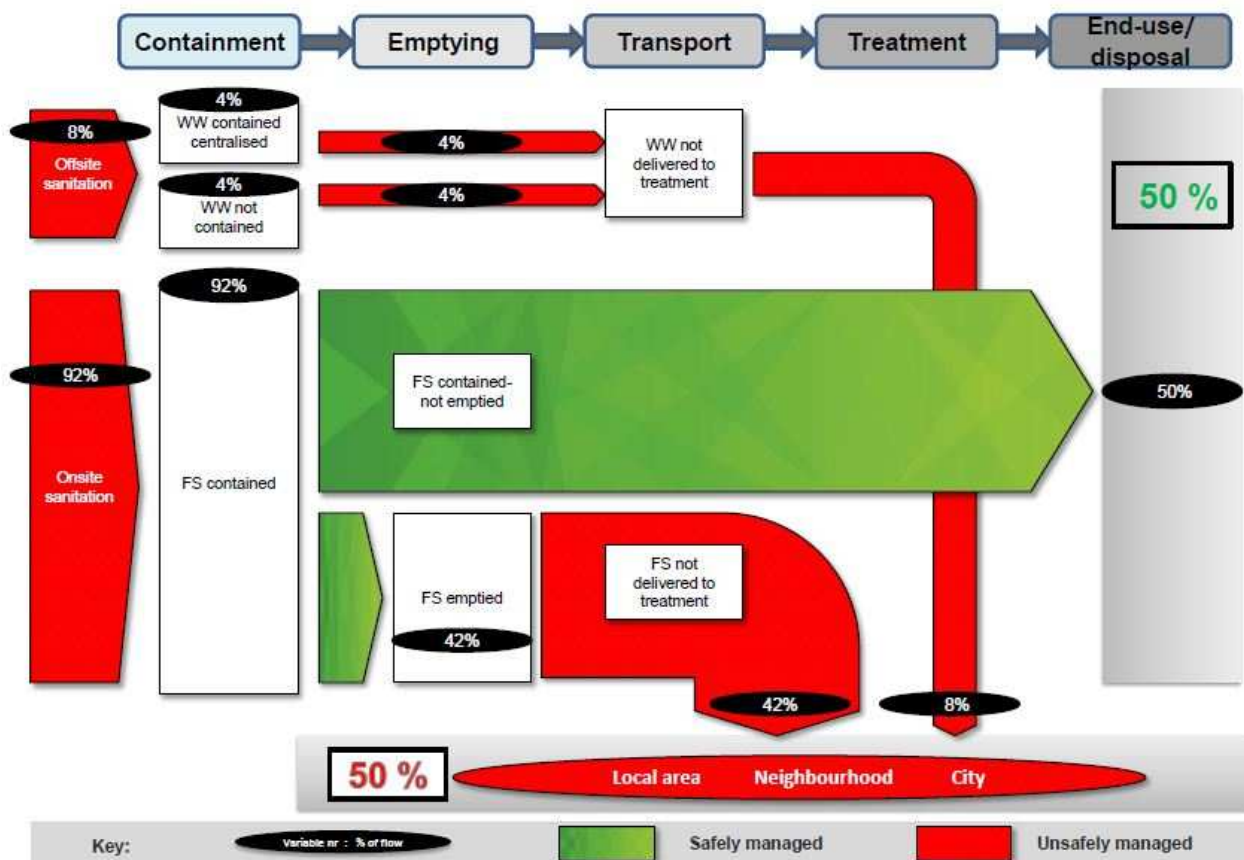 Containment
Emptying
Transport
Treatment
End-use/
disposal
8%
Offsite
sanitation
4%
WW contained
centralised
4%
WW not
contained
4%
4%
WW not
delivered to
treatment
50 %
92%
Onsite
sanitation
92%
FS contained
FS contained-
not emptied
50%
FS emptied
42%
FS not
delivered to
treatment
42%
8%
50 %
Local area Neighbourhood City
Key:
Variable nr : % of flow
Safely managed
Unsafely managed